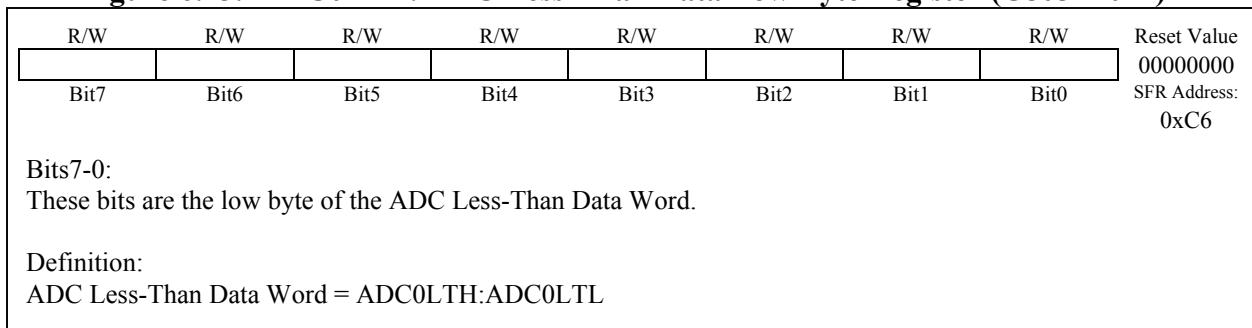 R/W R/W R/W R/W R/W R/W R/W R/W Reset Value
00000000
Bit7 Bit6 Bit5 Bit4 Bit3 Bit2 Bit1 Bit0 SFR Address:
0xC6
Bits7-0:
These bits are the low byte of the ADC Less-Than Data Word.
Definition:
ADC Less-Than Data Word = ADC0LTH:ADC0LTL